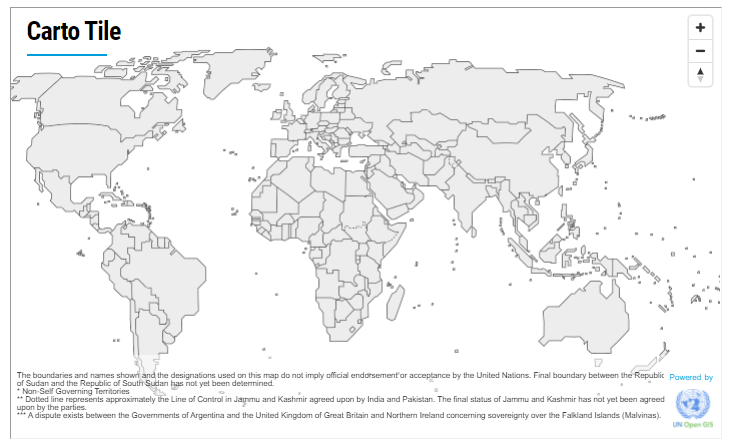 Carto Tile
The boundaries and names shown and the designations used on this map do not imply official endorsement or acceptance by the United Nations. Final boundary between the Republic
of Sudan and the Republic of South Sudan has not yet been determined.
* Non-Self Governing Territories
** Dotted line represents approximately the Line of Control in Jammu and Kashmir agreed upon by India and Pakistan. The final status of Jammu and Kashmir has not yet been agreed
upon by the parties.
*** A dispute exists between the Governments of Argentina and the United Kingdom of Great Britain and Northern Ireland concerning sovereignty over the Falkland Islands (Malvinas).
Powered by
UN Open GIS